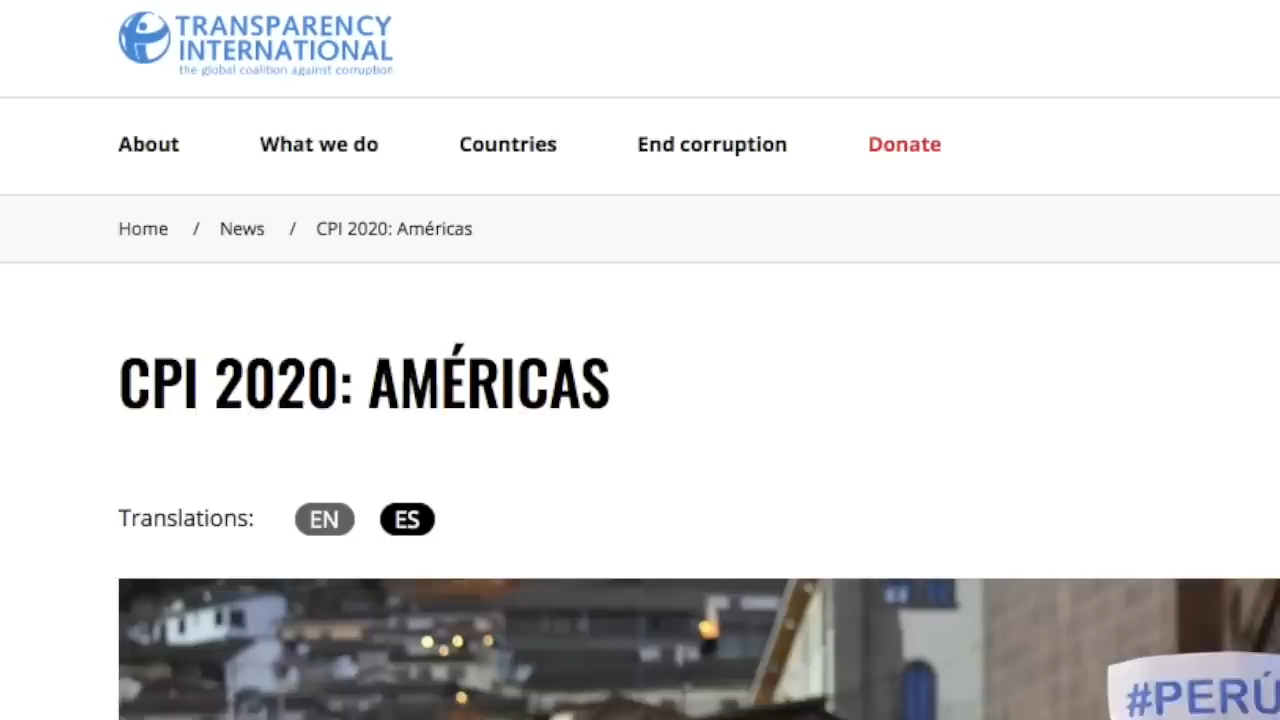 TRANSPARENCY
INTERNATIONAL
the global coalition against corruption
About What we do Countries End corruption Donate
Home / News / CPI 2020: Américas
CPI 2020: AMÉRICAS
Translations: EN ES
#PERÚ